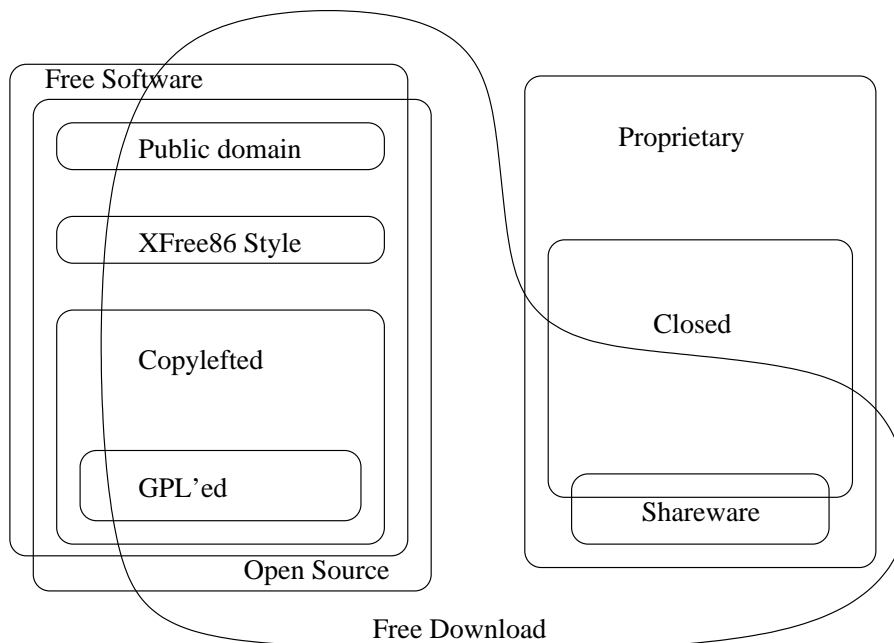 Free Software
Public domain
Proprietary
XFree86 Style
Closed
Copylefted
GPL’ed
Shareware
Open Source
Free Download